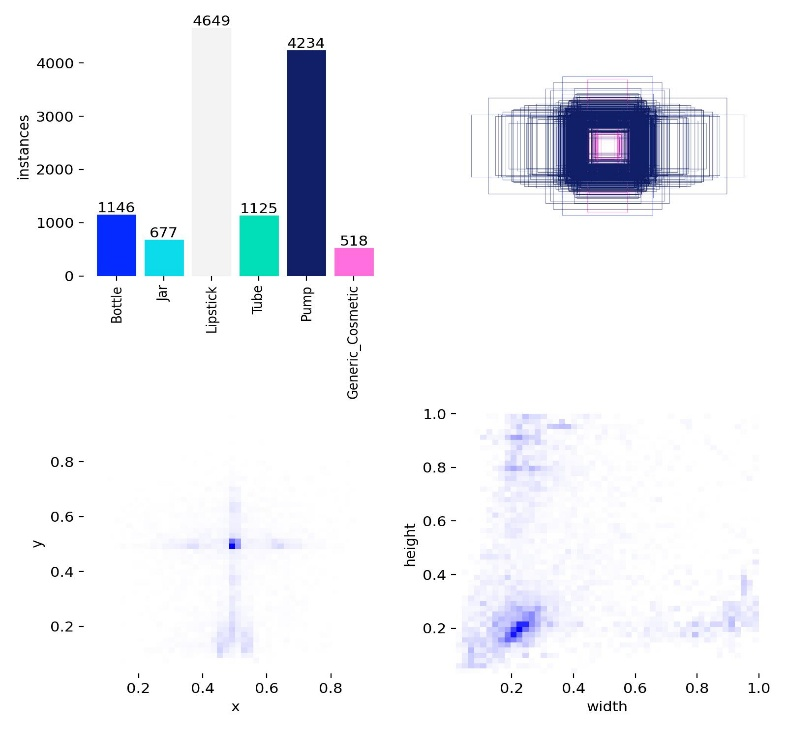 instances
4000
3000
2000
1000
0
1146
677
4649
1125
4234
518
Bottle
Jar
Lipstick
Tube
Pump
Generic_Cosmetic
y
0.8
0.6
0.4
0.2
0.2 0.4 0.6 0.8
x
height
1.0
0.8
0.6
0.4
0.2
0.2 0.4 0.6 0.8 1.0
width